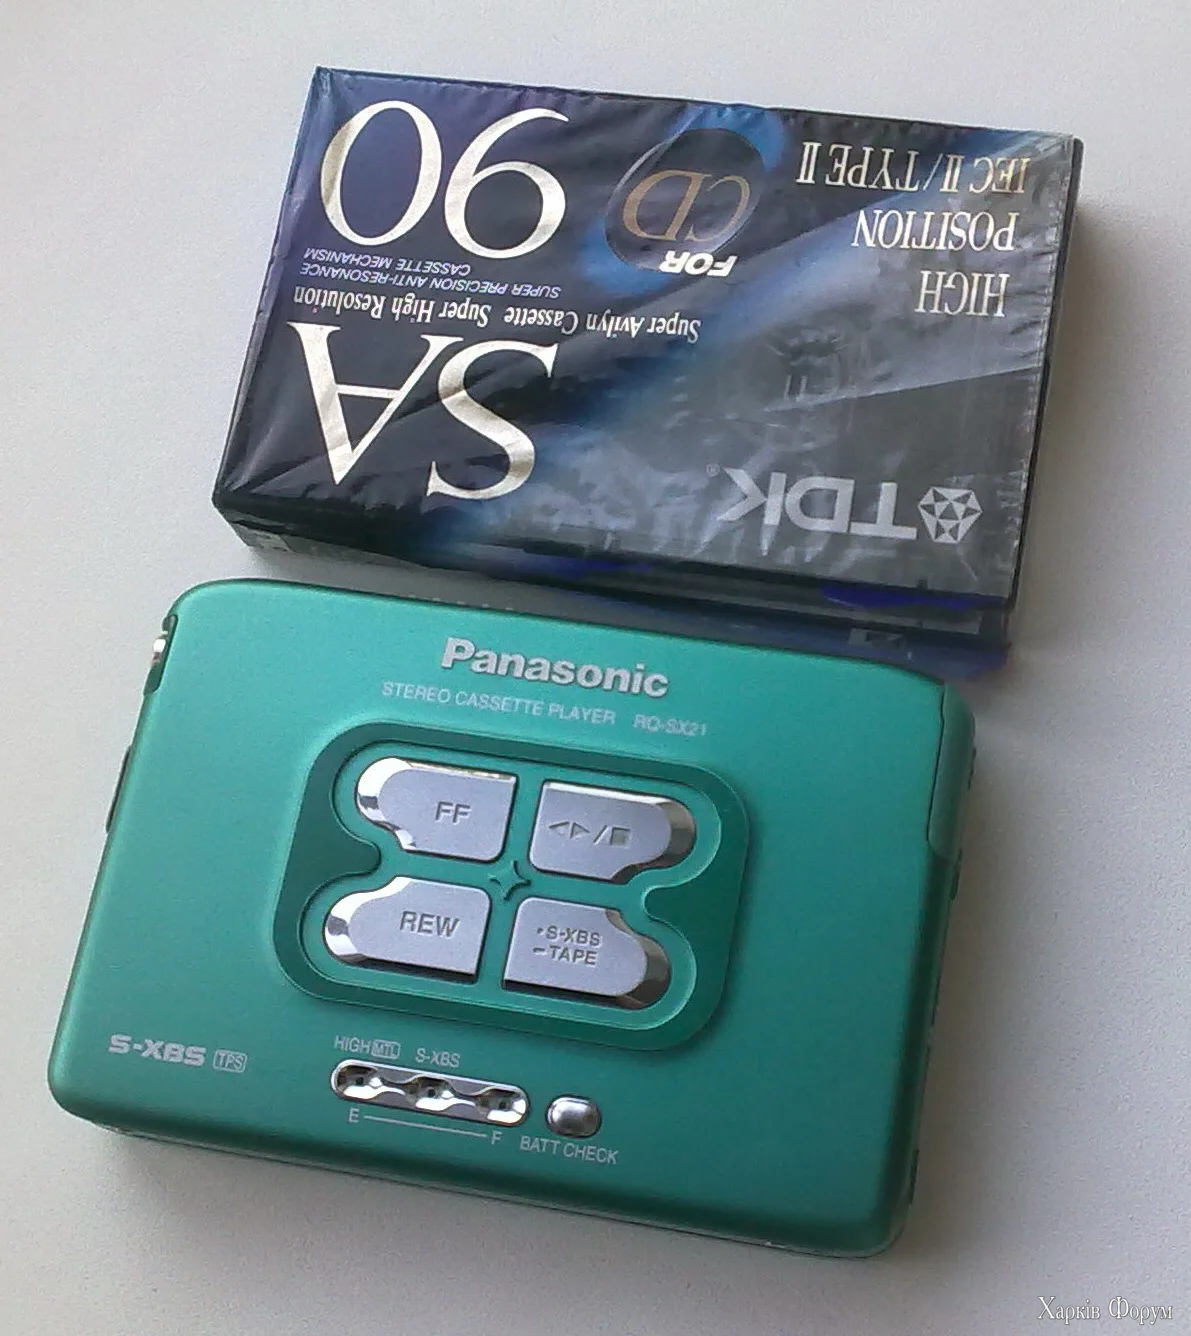 TDK
SA
Super Avilyn Cassette Super High Resolution
SUPER PRECISION ANTI-RESONANCE
CASSETTE MECHANISM
90
FOR
CD
HIGH
POSITION
IEC II/TYPE II
Panasonic
STEREO CASSETTE PLAYER RQ-SX21
FF
◁▷/■
REW
• S-XBS
– TAPE
S-XBS TPS
HIGH MTL S-XBS
E F
BATT CHECK
Харків Форум